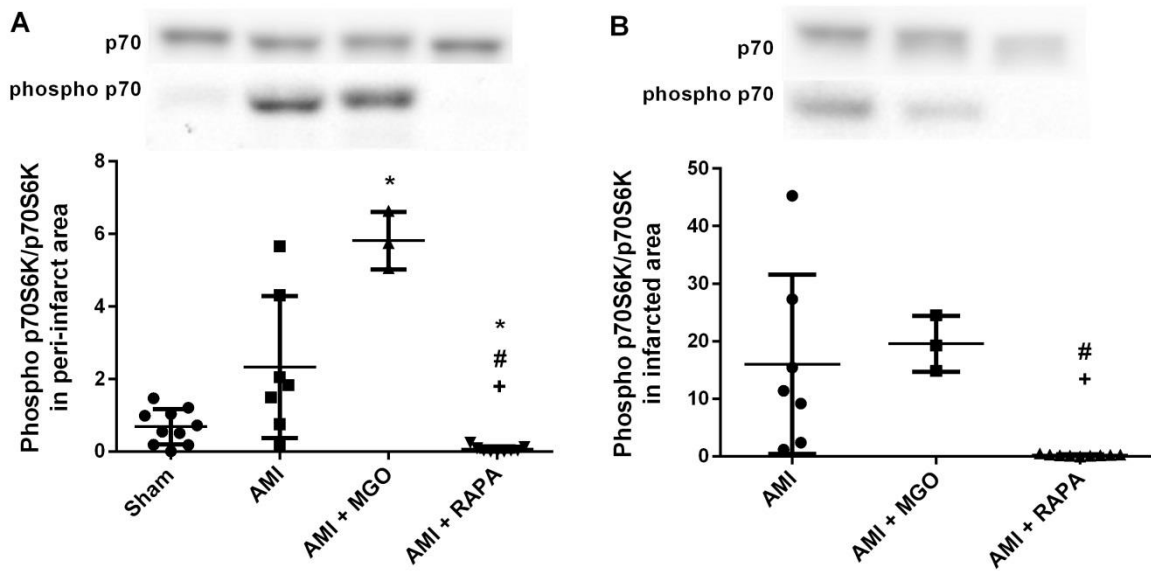 A
p70
phospho p70
Phospho p70S6K/p70S6K
in peri-infarct area
8
6
4
2
0
*
*
#
+
Sham
AMI
AMI + MGO
AMI + RAPA
B
p70
phospho p70
Phospho p70S6K/p70S6K
in infarcted area
50
40
30
20
10
0
#
+
AMI
AMI + MGO
AMI + RAPA